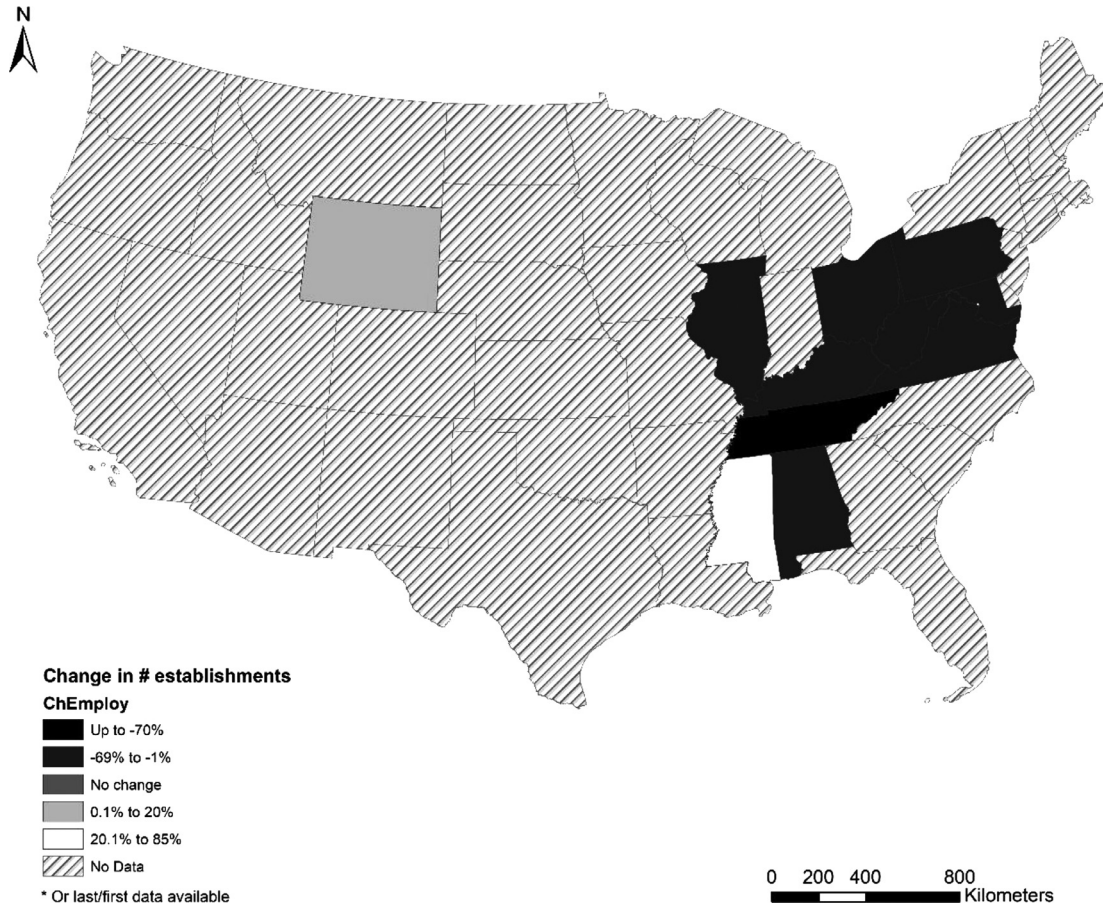 N
Change in # establishments
ChEmploy
Up to -70%
-69% to -1%
No change
0.1% to 20%
20.1% to 85%
No Data
* Or last/first data available
0 200 400 800
Kilometers